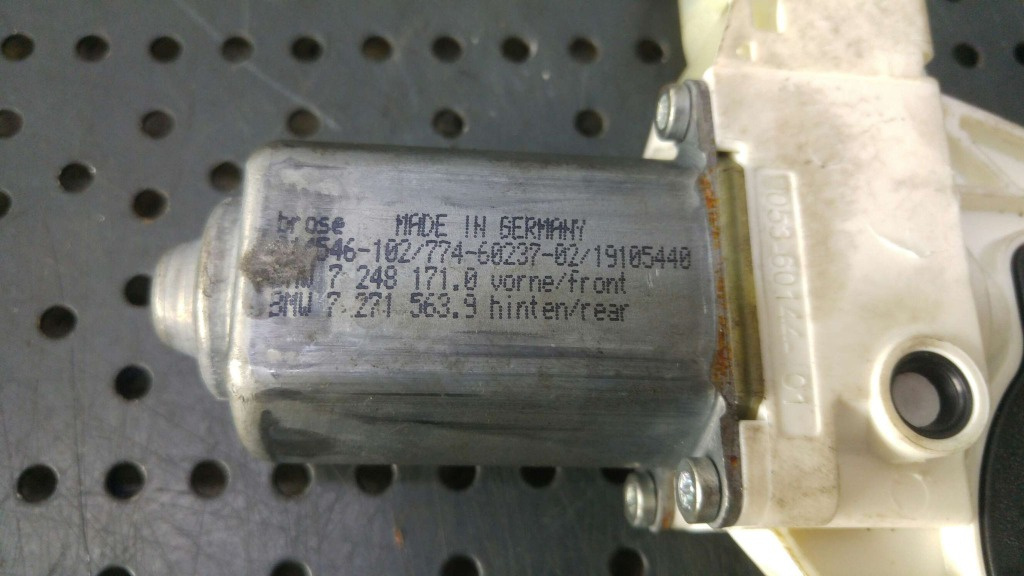 brose MADE IN GERMANY
546-102/774-60237-02/19105440
7 248 171.0 vorne/front
BMW 7 271 563.9 hinten/rear